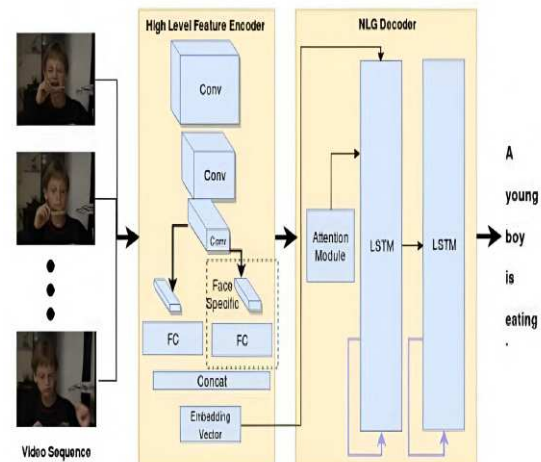 High Level Feature Encoder
NLG Decoder
Conv
Conv
Conv
Face
Specific
FC
FC
Concat
Embedding
Vector
Attention
Module
LSTM
LSTM
A
young
boy
is
eating
.
Video Sequence